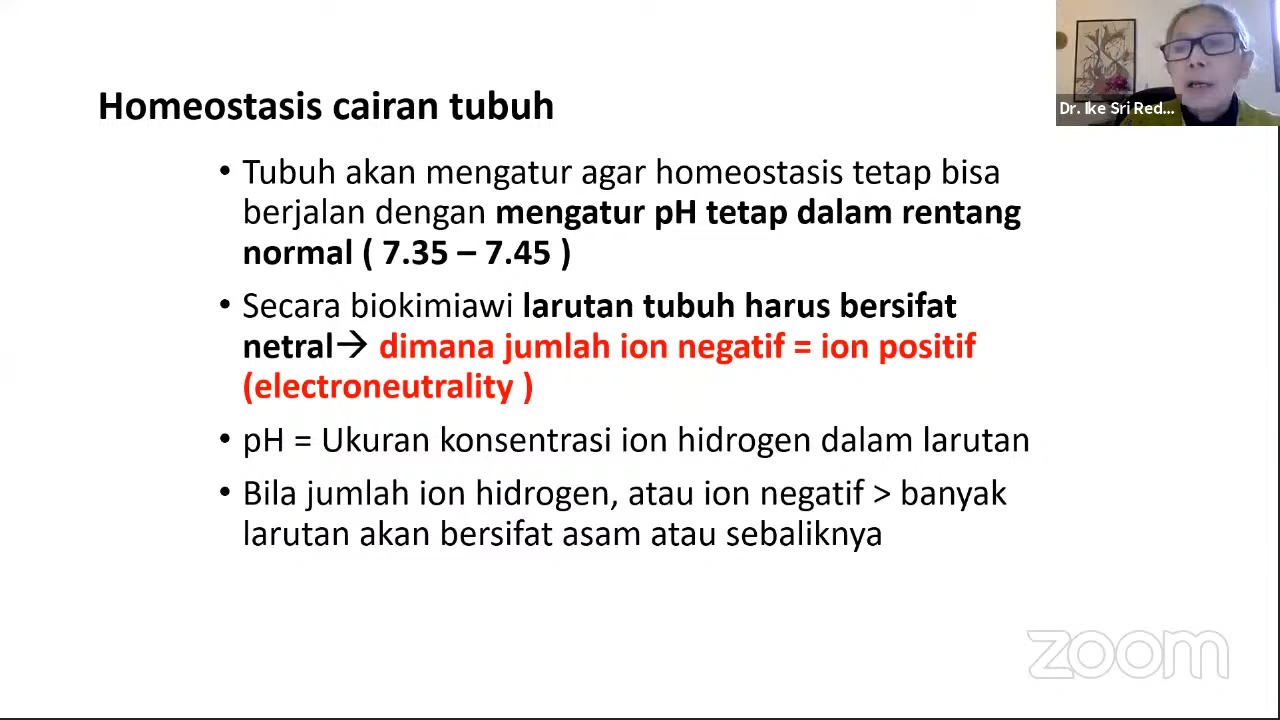 Homeostasis cairan tubuh
• Tubuh akan mengatur agar homeostasis tetap bisa
berjalan dengan mengatur pH tetap dalam rentang
normal ( 7.35 – 7.45 )
• Secara biokimiawi larutan tubuh harus bersifat
netral→ dimana jumlah ion negatif = ion positif
(electroneutrality )
• pH = Ukuran konsentrasi ion hidrogen dalam larutan
• Bila jumlah ion hidrogen, atau ion negatif > banyak
larutan akan bersifat asam atau sebaliknya
Dr. Ike Sri Red...
zoom